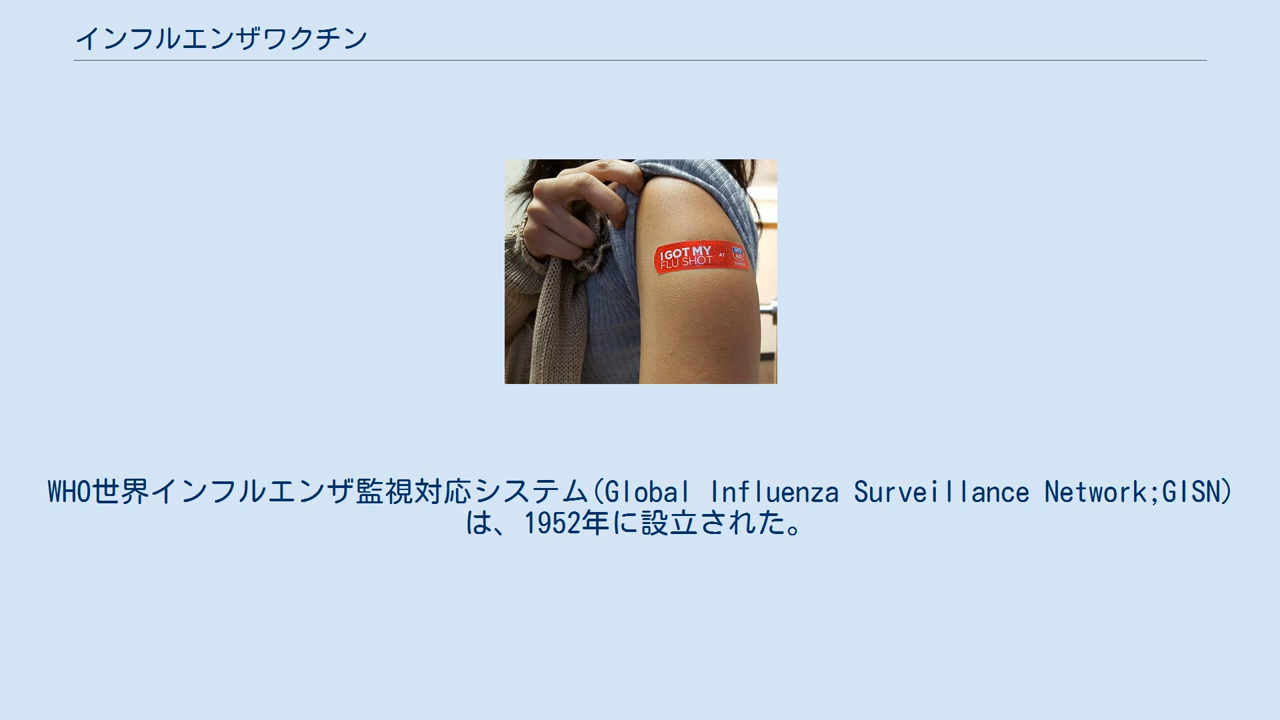 インフルエンザワクチン
I GOT MY
FLU SHOT AT
WHO世界インフルエンザ監視対応システム(Global Influenza Surveillance Network;GISN)
は、1952年に設立された。